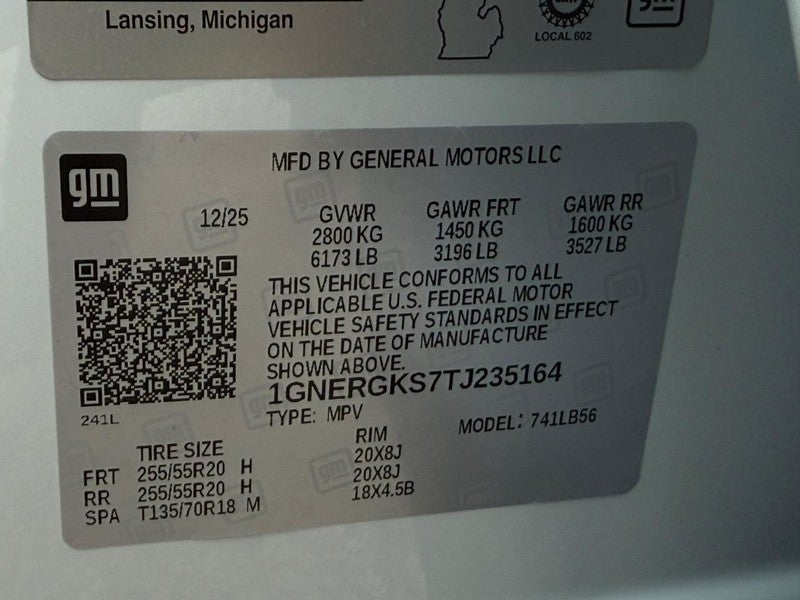 Lansing, Michigan
LOCAL 602
gm
MFD BY GENERAL MOTORS LLC
12/25 GVWR GAWR FRT GAWR RR
2800 KG 1450 KG 1600 KG
6173 LB 3196 LB 3527 LB
THIS VEHICLE CONFORMS TO ALL
APPLICABLE U.S. FEDERAL MOTOR
VEHICLE SAFETY STANDARDS IN EFFECT
ON THE DATE OF MANUFACTURE
SHOWN ABOVE.
1GNERGKS7TJ235164
241L
TYPE: MPV MODEL: 741LB56
TIRE SIZE RIM
FRT 255/55R20 H 20X8J
RR 255/55R20 H 20X8J
SPA T135/70R18 M 18X4.5B